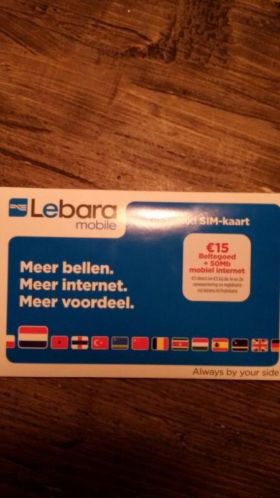 Lebara
mobile
SIM-kaart
€15
Beltegoed
+ 50Mb
mobiel internet
Meer bellen.
Meer internet.
Meer voordeel.
Always by your side